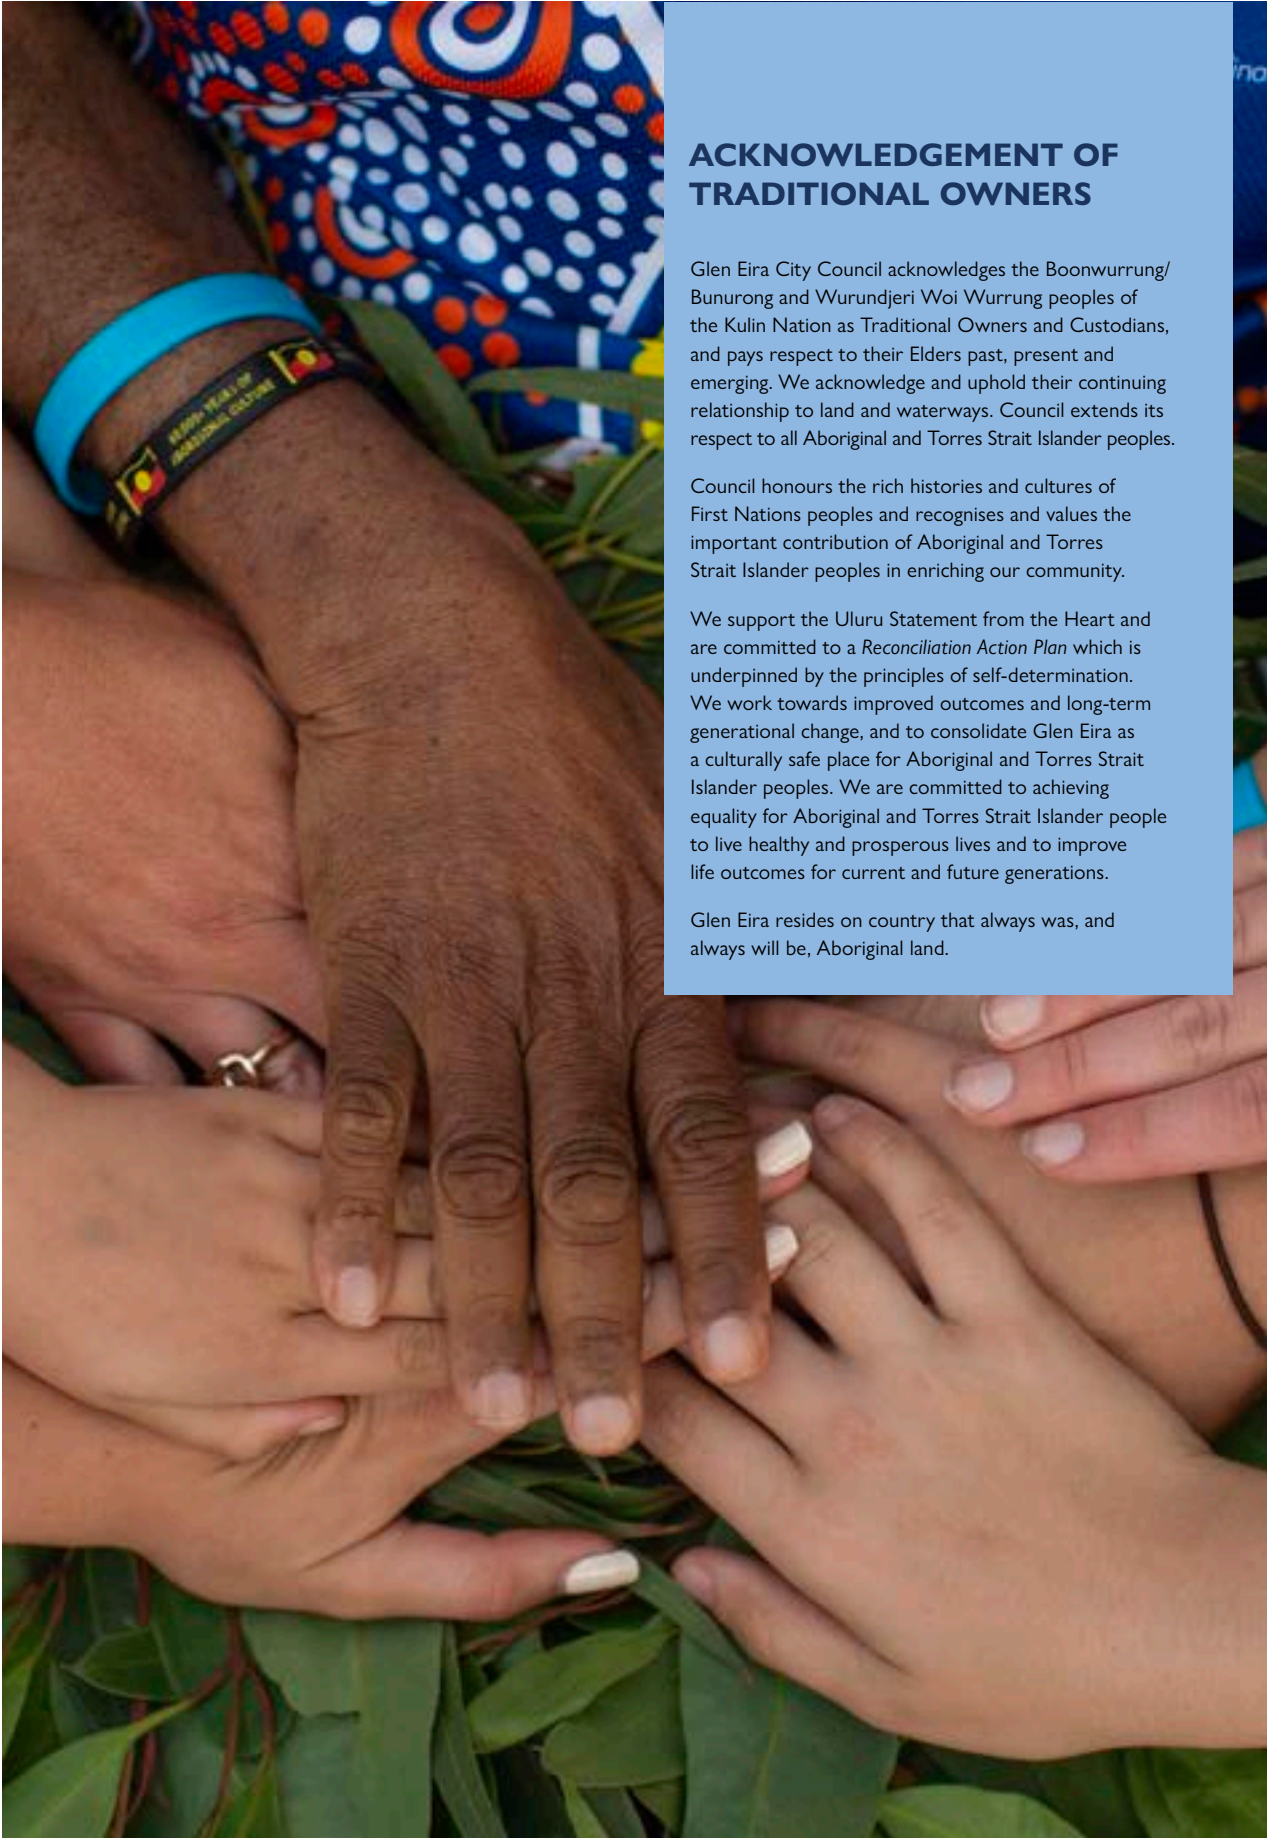 ACKNOWLEDGEMENT OF
TRADITIONAL OWNERS
Glen Eira City Council acknowledges the Boonwurrung/
Bunurong and Wurundjeri Woi Wurrung peoples of
the Kulin Nation as Traditional Owners and Custodians,
and pays respect to their Elders past, present and
emerging. We acknowledge and uphold their continuing
relationship to land and waterways. Council extends its
respect to all Aboriginal and Torres Strait Islander peoples.
Council honours the rich histories and cultures of
First Nations peoples and recognises and values the
important contribution of Aboriginal and Torres
Strait Islander peoples in enriching our community.
We support the Uluru Statement from the Heart and
are committed to a Reconciliation Action Plan which is
underpinned by the principles of self-determination.
We work towards improved outcomes and long-term
generational change, and to consolidate Glen Eira as
a culturally safe place for Aboriginal and Torres Strait
Islander peoples. We are committed to achieving
equality for Aboriginal and Torres Strait Islander people
to live healthy and prosperous lives and to improve
life outcomes for current and future generations.
Glen Eira resides on country that always was, and
always will be, Aboriginal land.
YEARS OF
ABORIGINAL CULTURE